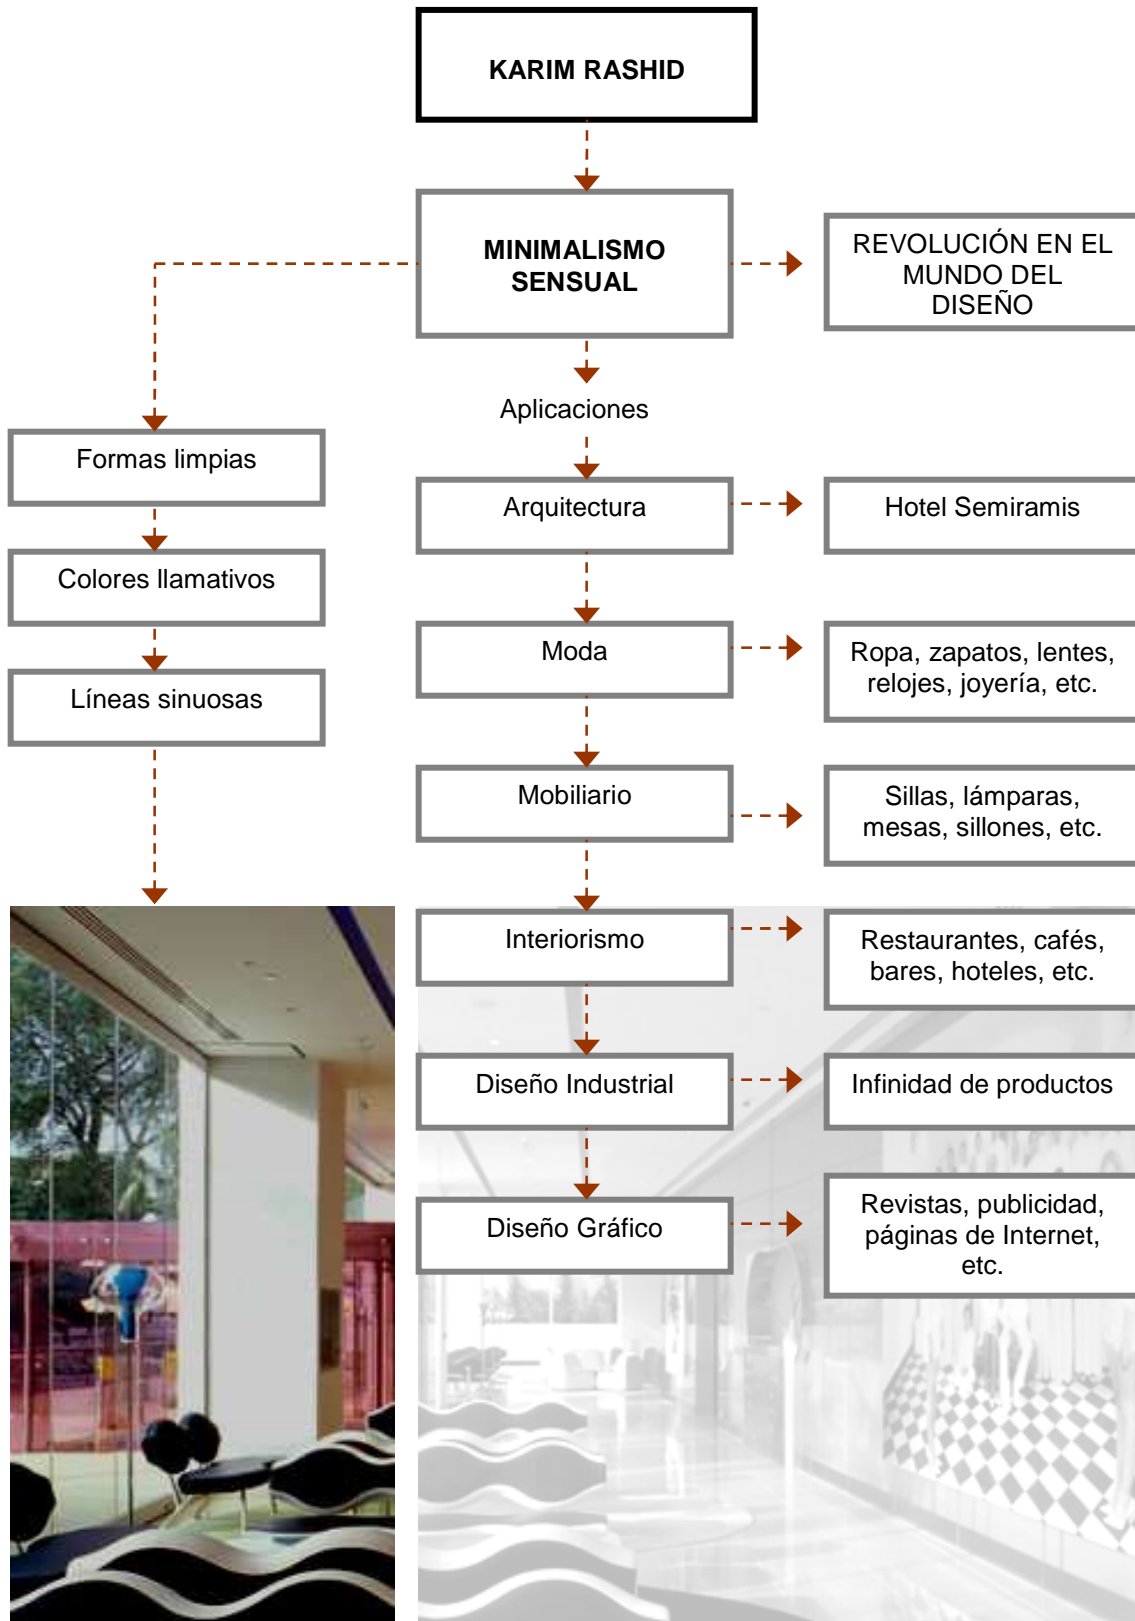 KARIM RASHID
MINIMALISMO
SENSUAL
REVOLUCIÓN EN EL
MUNDO DEL
DISEÑO
Aplicaciones
Formas limpias
Colores llamativos
Líneas sinuosas
Arquitectura
Hotel Semiramis
Moda
Ropa, zapatos, lentes,
relojes, joyería, etc.
Mobiliario
Sillas, lámparas,
mesas, sillones, etc.
Interiorismo
Restaurantes, cafés,
bares, hoteles, etc.
Diseño Industrial
Infinidad de productos
Diseño Gráfico
Revistas, publicidad,
páginas de Internet,
etc.